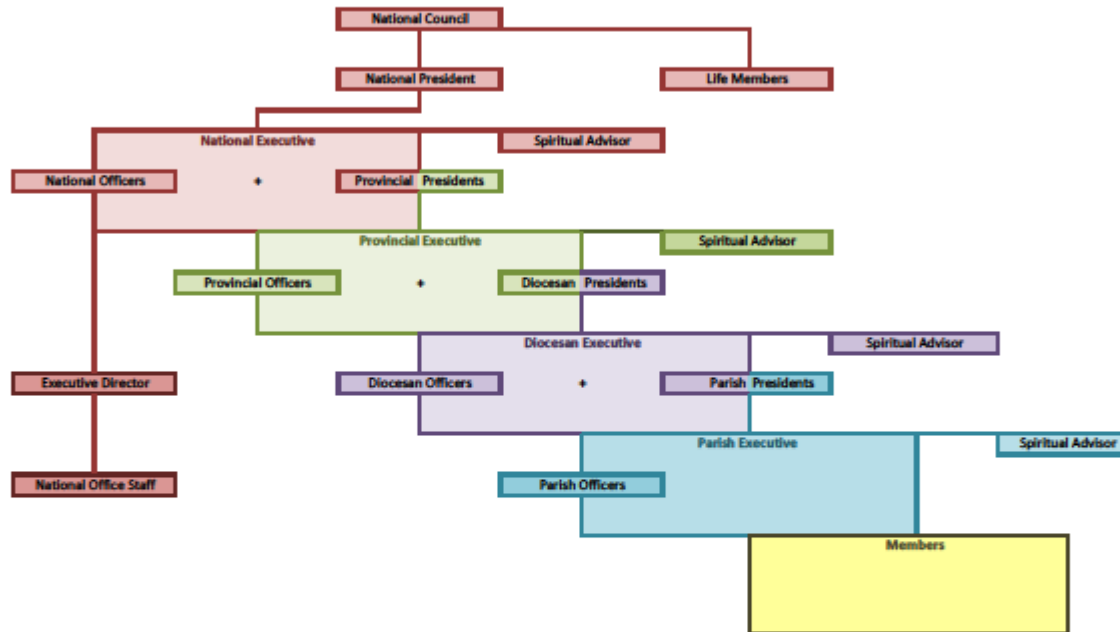 National Council
National President
Life Members
National Executive
Spiritual Advisor
National Officers
+
Provincial Presidents
Provincial Executive
Spiritual Advisor
Provincial Officers
+
Diocesan Presidents
Diocesan Executive
Spiritual Advisor
Executive Director
Diocesan Officers
+
Parish Presidents
Parish Executive
Spiritual Advisor
National Office Staff
Parish Officers
Members